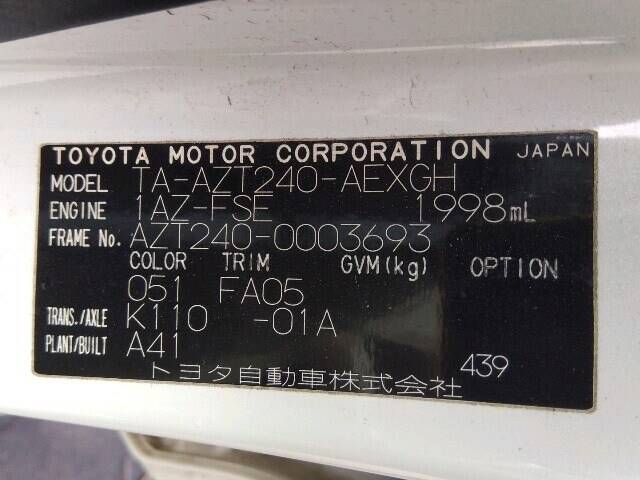 TOYOTA MOTOR CORPORATION JAPAN
MODEL TA-AZT240-AEXGH
ENGINE 1AZ-FSE 1998mL
FRAME No. AZT240-0003693
COLOR TRIM GVM(kg) OPTION
051 FA05
TRANS./AXLE K110 -01A
PLANT/BUILT A41
トヨタ自動車株式会社 439